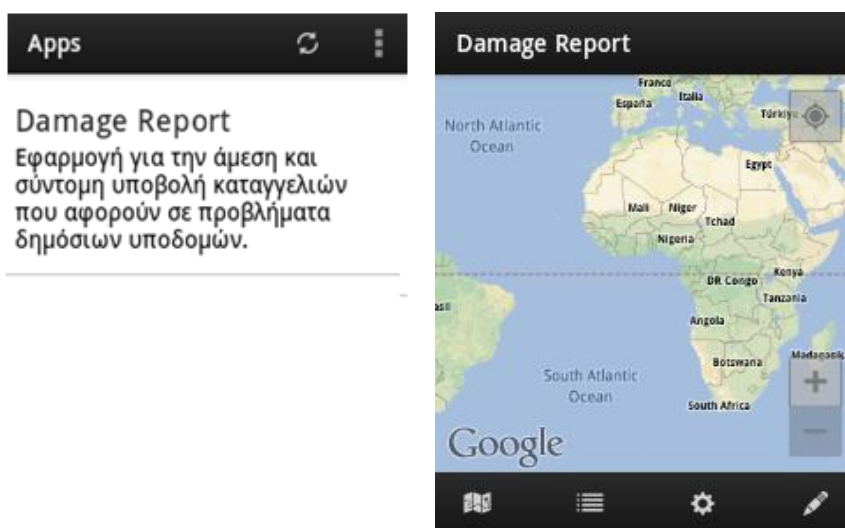 Apps
Damage Report
Εφαρμογή για την άμεση και
σύντομη υποβολή καταγγελιών
που αφορούν σε προβλήματα
δημόσιων υποδομών.
Damage Report
France
España
Italia
Türkiye
North Atlantic
Ocean
Egypt
Mali
Niger
Tchad
Nigeria
DR Congo
Kenya
Tanzania
asil
Angola
Botswana
Madagasik
South Atlantic
Ocean
South Africa
Google